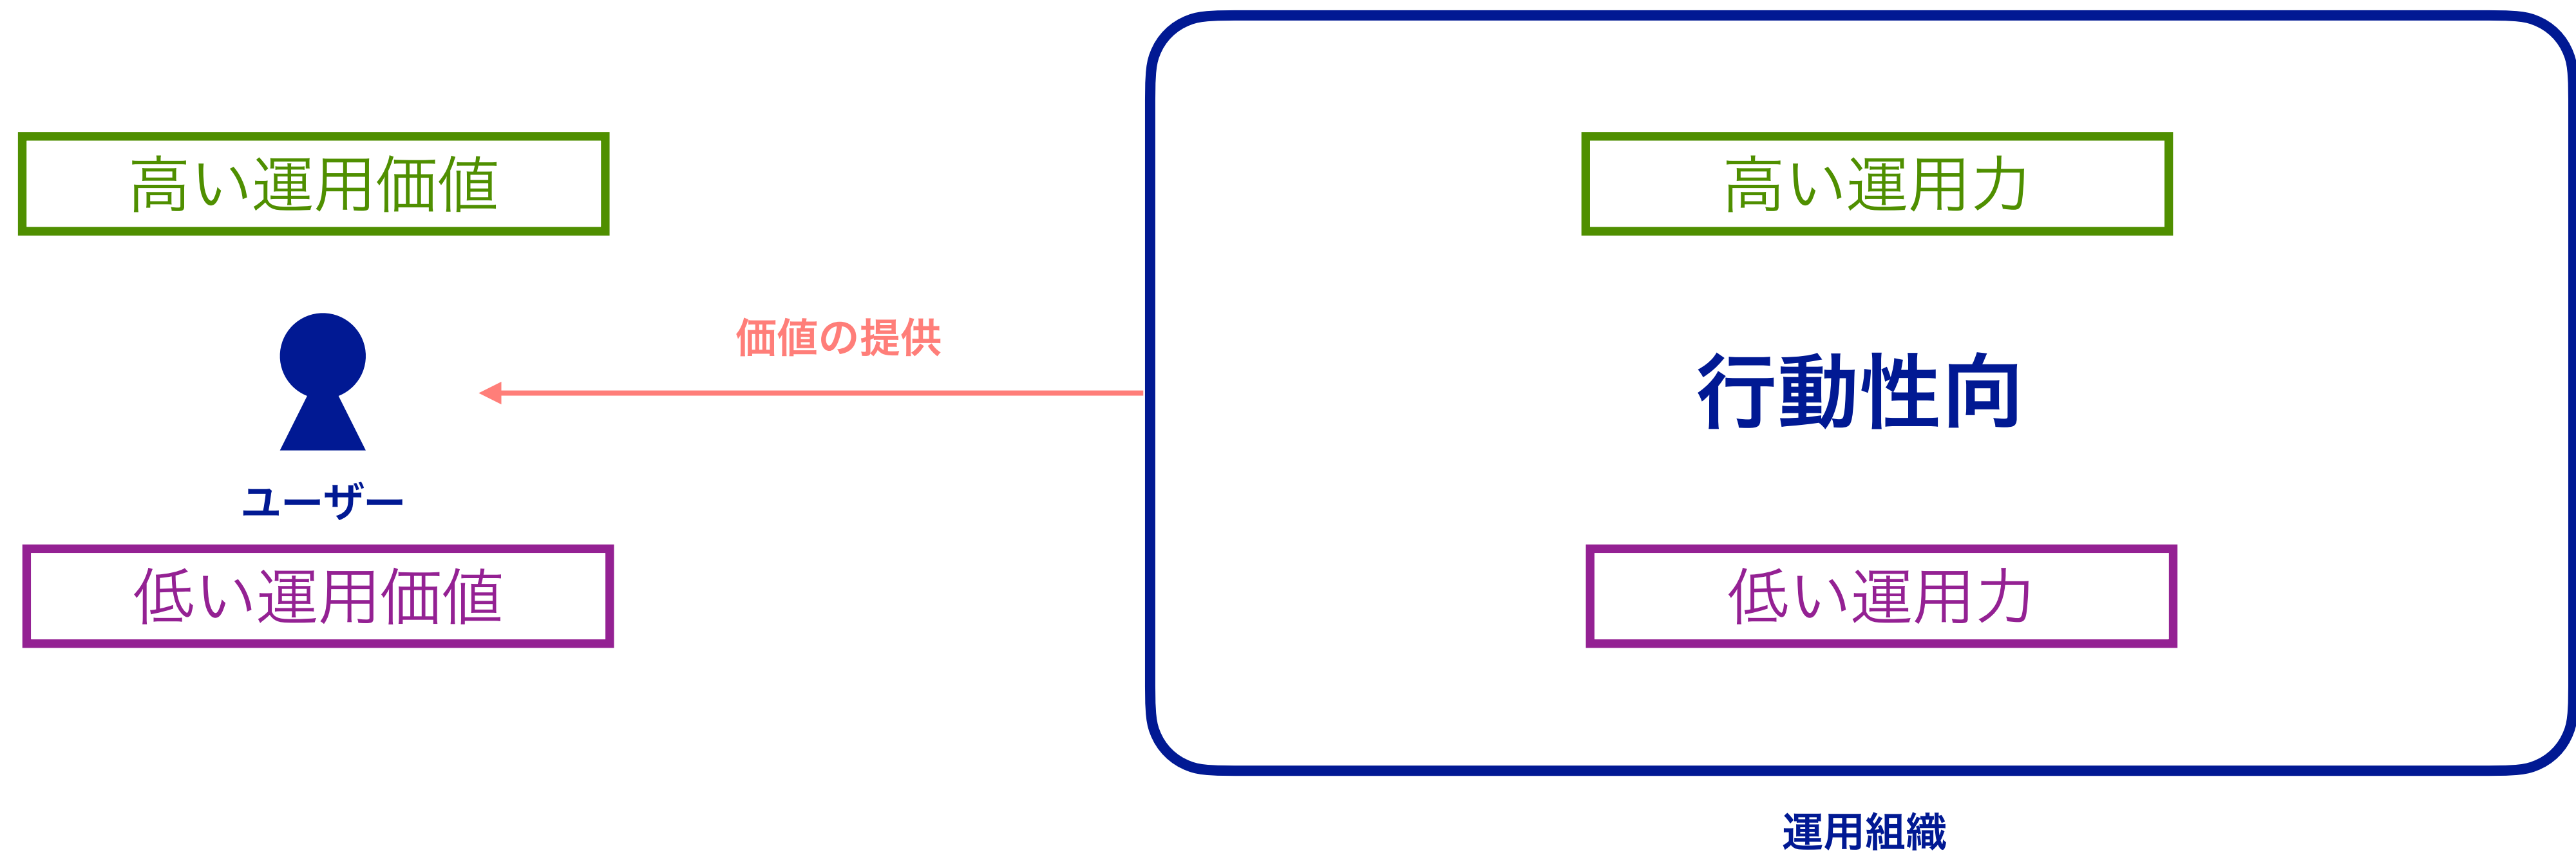 高い運用価値
高い運用力
価値の提供
行動性向
ユーザー
低い運用価値
低い運用力
運用組織